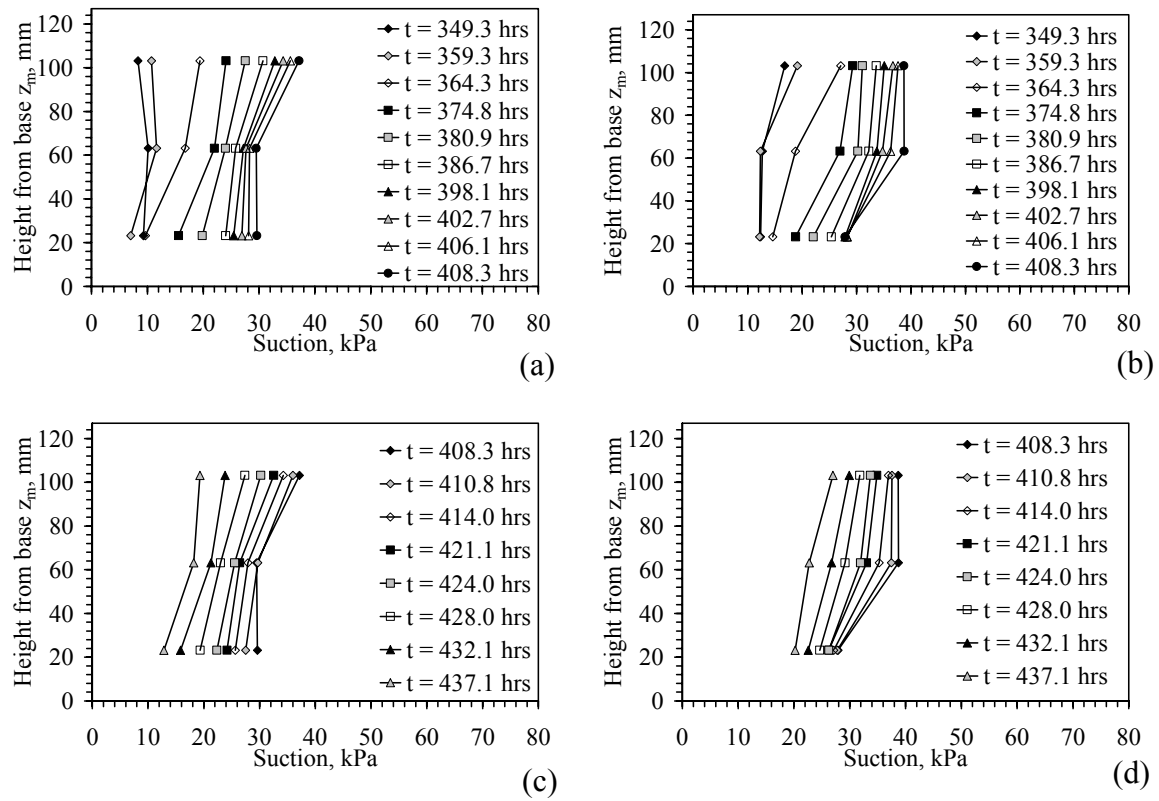 120
100
80
60
40
20
0
Height from base zm, mm
0 10 20 30 40 50 60 70 80
Suction, kPa
t = 349.3 hrs
t = 359.3 hrs
t = 364.3 hrs
t = 374.8 hrs
t = 380.9 hrs
t = 386.7 hrs
t = 398.1 hrs
t = 402.7 hrs
t = 406.1 hrs
t = 408.3 hrs
(a)
120
100
80
60
40
20
0
Height from base zm, mm
0 10 20 30 40 50 60 70 80
Suction, kPa
t = 349.3 hrs
t = 359.3 hrs
t = 364.3 hrs
t = 374.8 hrs
t = 380.9 hrs
t = 386.7 hrs
t = 398.1 hrs
t = 402.7 hrs
t = 406.1 hrs
t = 408.3 hrs
(b)
120
100
80
60
40
20
0
Height from base zm, mm
0 10 20 30 40 50 60 70 80
Suction, kPa
t = 408.3 hrs
t = 410.8 hrs
t = 414.0 hrs
t = 421.1 hrs
t = 424.0 hrs
t = 428.0 hrs
t = 432.1 hrs
t = 437.1 hrs
(c)
120
100
80
60
40
20
0
Height from base zm, mm
0 10 20 30 40 50 60 70 80
Suction, kPa
t = 408.3 hrs
t = 410.8 hrs
t = 414.0 hrs
t = 421.1 hrs
t = 424.0 hrs
t = 428.0 hrs
t = 432.1 hrs
t = 437.1 hrs
(d)